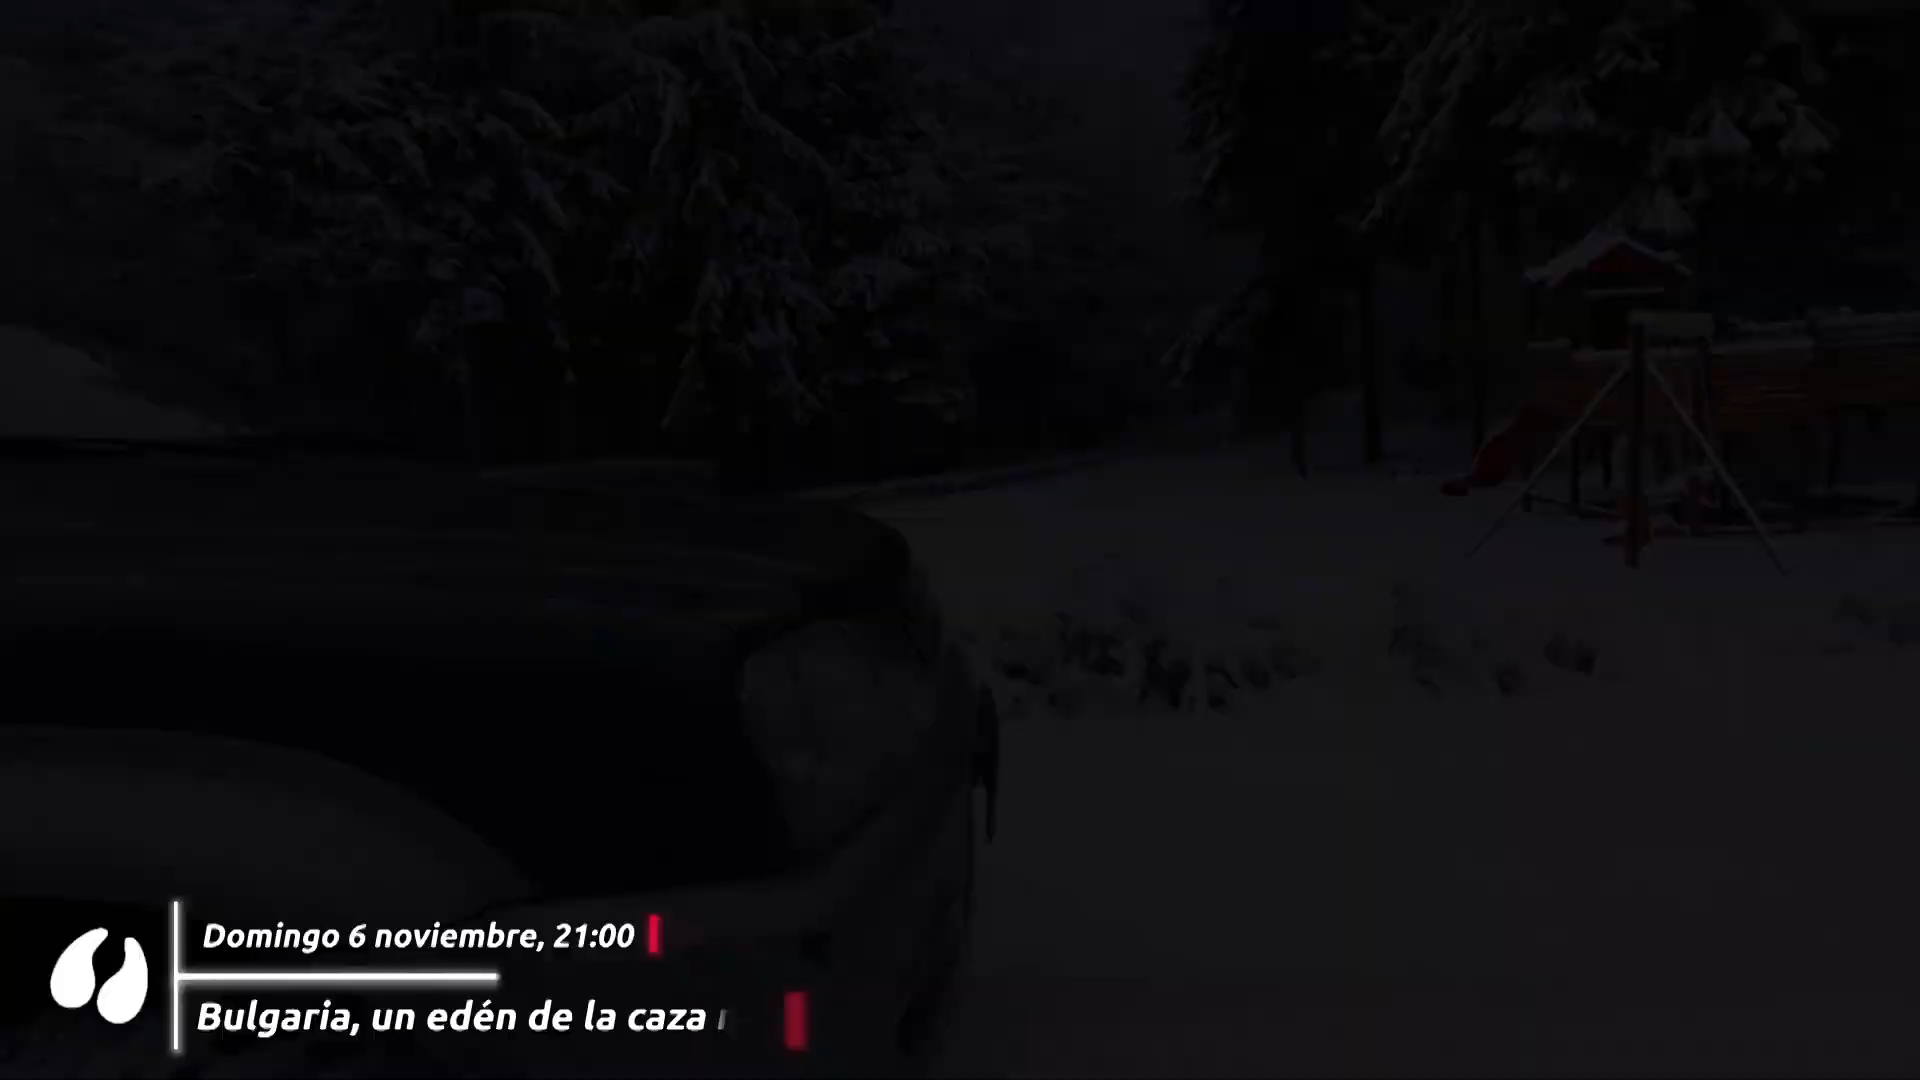 Domingo 6 noviembre, 21:00
Bulgaria, un edén de la caza